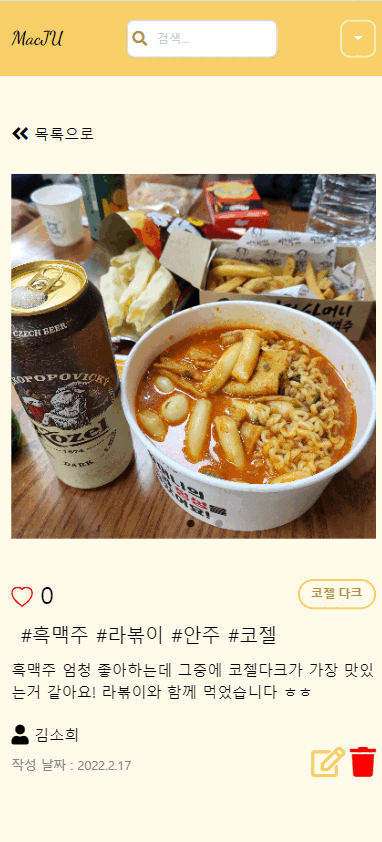 MacJU
검색...
목록으로
CZECH BEER
KOPOPOVICKÝ
Kozel
DARK
1874
0
코젤 다크
#흑맥주 #라볶이 #안주 #코젤
흑맥주 엄청 좋아하는데 그중에 코젤다크가 가장 맛있
는거 같아요! 라볶이와 함께 먹었습니다 ㅎㅎ
김소희
작성 날짜 : 2022.2.17